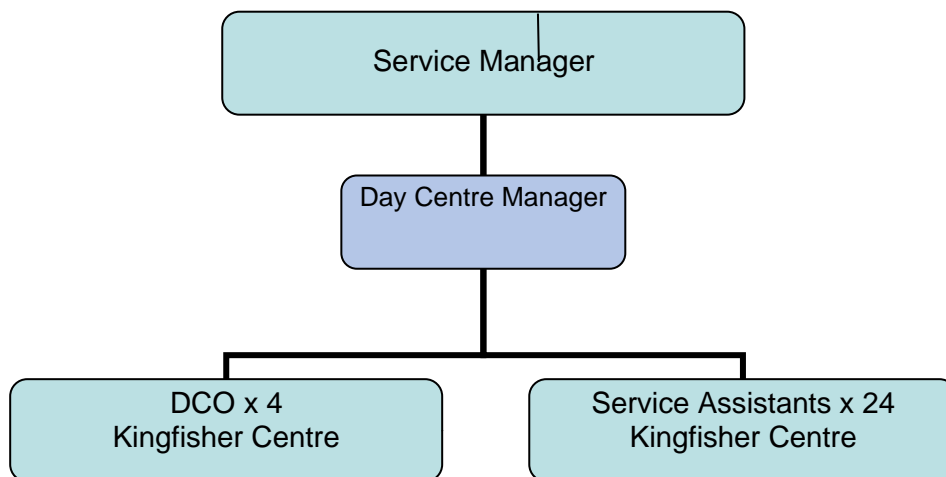 Service Manager
Day Centre Manager
DCO x 4
Kingfisher Centre
Service Assistants x 24
Kingfisher Centre